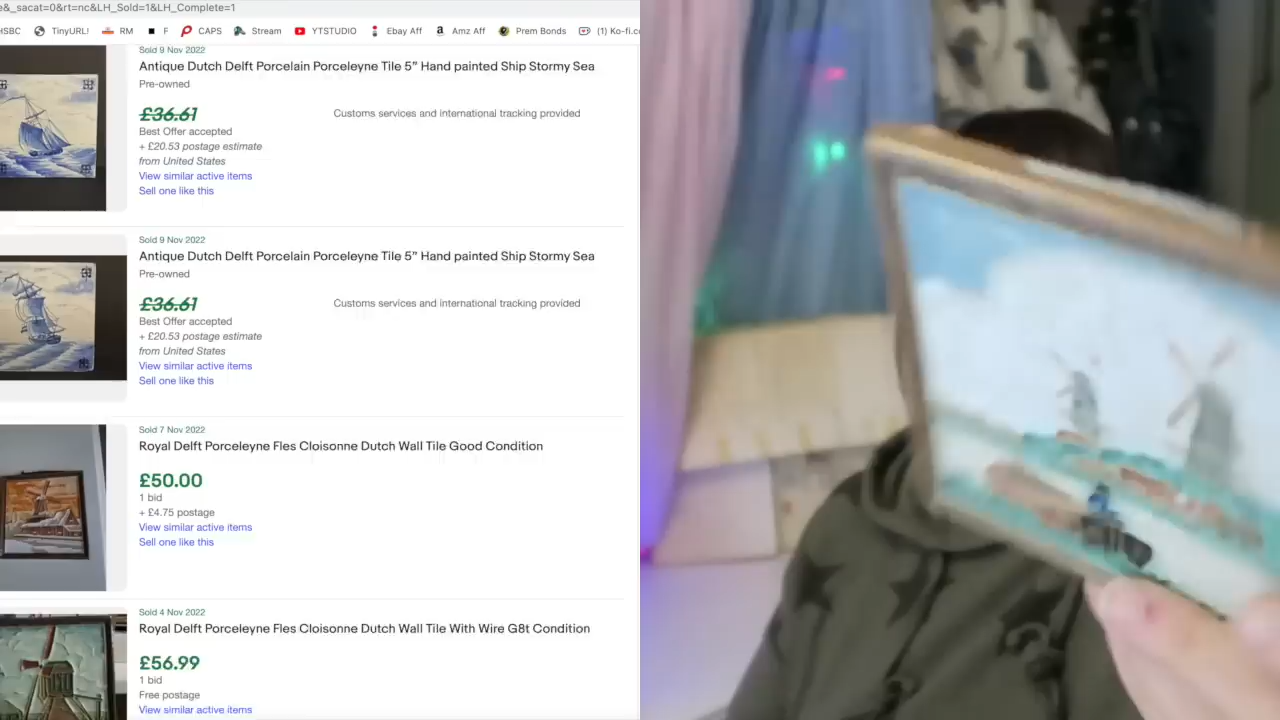 e&_sacat=0&rt=nc&LH_Sold=1&LH_Complete=1
HSBC TinyURL! RM F CAPS Stream YTSTUDIO Ebay Aff Amz Aff Prem Bonds (1) Ko-fi.co
Sold 9 Nov 2022
Antique Dutch Delft Porcelain Porceleyne Tile 5” Hand painted Ship Stormy Sea
Pre-owned
£36.61 Customs services and international tracking provided
Best Offer accepted
+ £20.53 postage estimate
from United States
View similar active items
Sell one like this
Sold 9 Nov 2022
Antique Dutch Delft Porcelain Porceleyne Tile 5” Hand painted Ship Stormy Sea
Pre-owned
£36.61 Customs services and international tracking provided
Best Offer accepted
+ £20.53 postage estimate
from United States
View similar active items
Sell one like this
Sold 7 Nov 2022
Royal Delft Porceleyne Fles Cloisonne Dutch Wall Tile Good Condition
£50.00
1 bid
+ £4.75 postage
View similar active items
Sell one like this
Sold 4 Nov 2022
Royal Delft Porceleyne Fles Cloisonne Dutch Wall Tile With Wire G8t Condition
£56.99
1 bid
Free postage
View similar active items